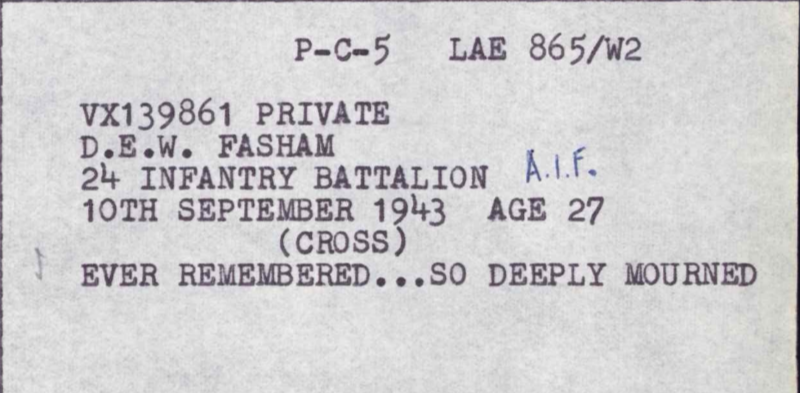 P-C-5 LAE 865/W2
VX139861 PRIVATE
D.E.W. FASHAM
24 INFANTRY BATTALION A.I.F.
10TH SEPTEMBER 1943 AGE 27
(CROSS)
EVER REMEMBERED...SO DEEPLY MOURNED